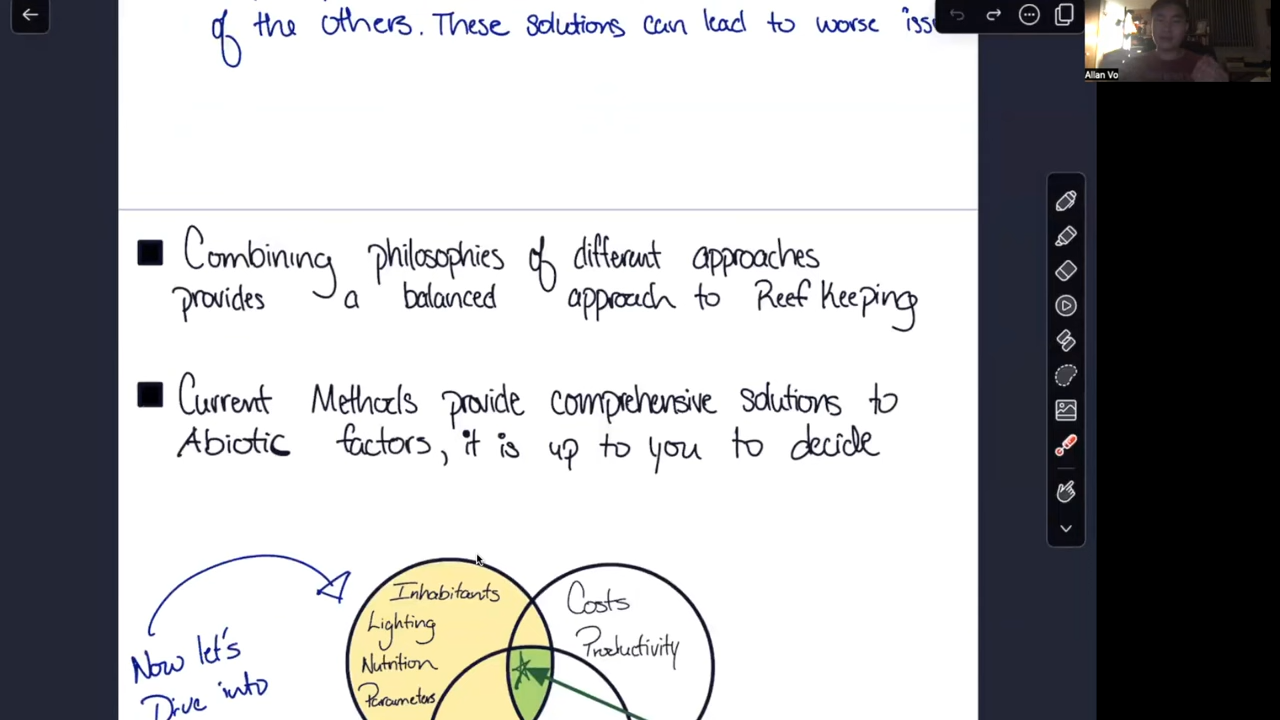 of the others. These solutions can lead to worse
Allan Vo
Combining philosophies of different approaches
provides a balanced approach to Reef Keeping
Current Methods provide comprehensive solutions to
Abiotic factors, it is up to you to decide
Inhabitants
Lighting
Nutrition
Parameters
Costs
Productivity
Now let's
Dive into